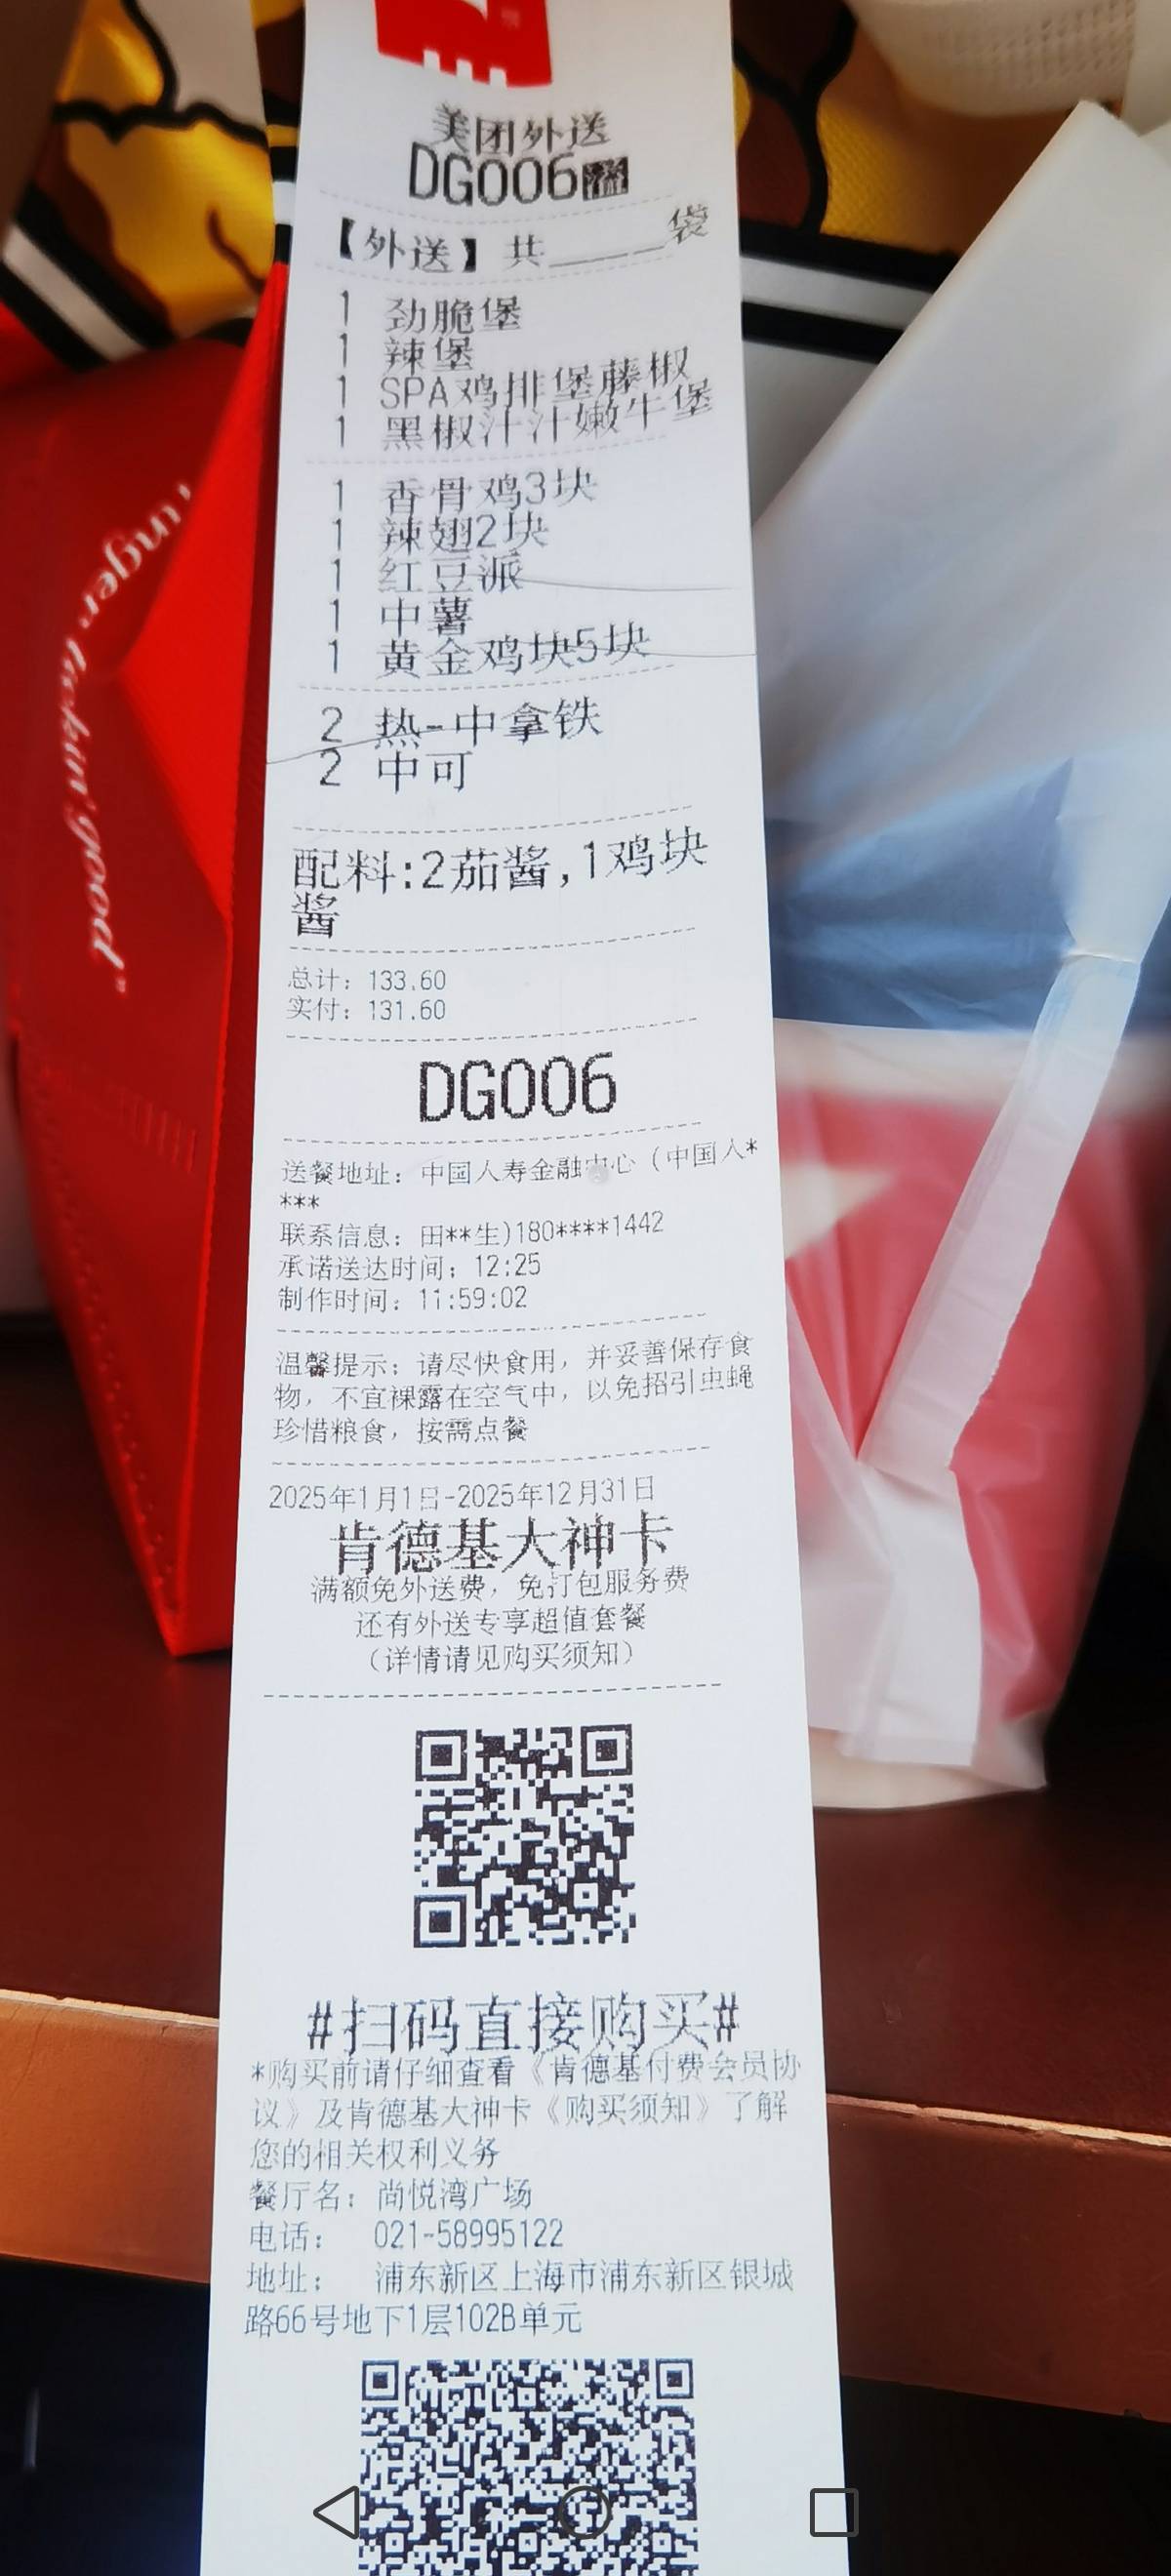 美团外送
DG006
【外送】 共____袋
1 劲脆堡
1 辣堡
1 SPA鸡排堡藤椒
1 黑椒汁汁嫩牛堡
1 香骨鸡3块
1 辣翅2块
1 红豆派
1 中薯
1 黄金鸡块5块
2 热-中拿铁
2 中可
配料:2茄酱,1鸡块
酱
总计: 133.60
实付: 131.60
DG006
送餐地址: 中国人寿金融中心 (中国人*
***
联系信息: 田**生)180****1442
承诺送达时间: 12:25
制作时间: 11:59:02
温馨提示: 请尽快食用, 并妥善保存食
物, 不宜裸露在空气中, 以免招引虫蝇
珍惜粮食, 按需点餐
2025年1月1日-2025年12月31日
肯德基大神卡
满额免外送费, 免打包服务费
还有外送专享超值套餐
(详情请见购买须知)
#扫码直接购买#
*购买前请仔细查看《肯德基付费会员协
议》及肯德基大神卡《购买须知》了解
您的相关权利义务
餐厅名: 尚悦湾广场
电话: 021-58995122
地址: 浦东新区上海市浦东新区银城
路66号地下1层102B单元
finger lickin' good